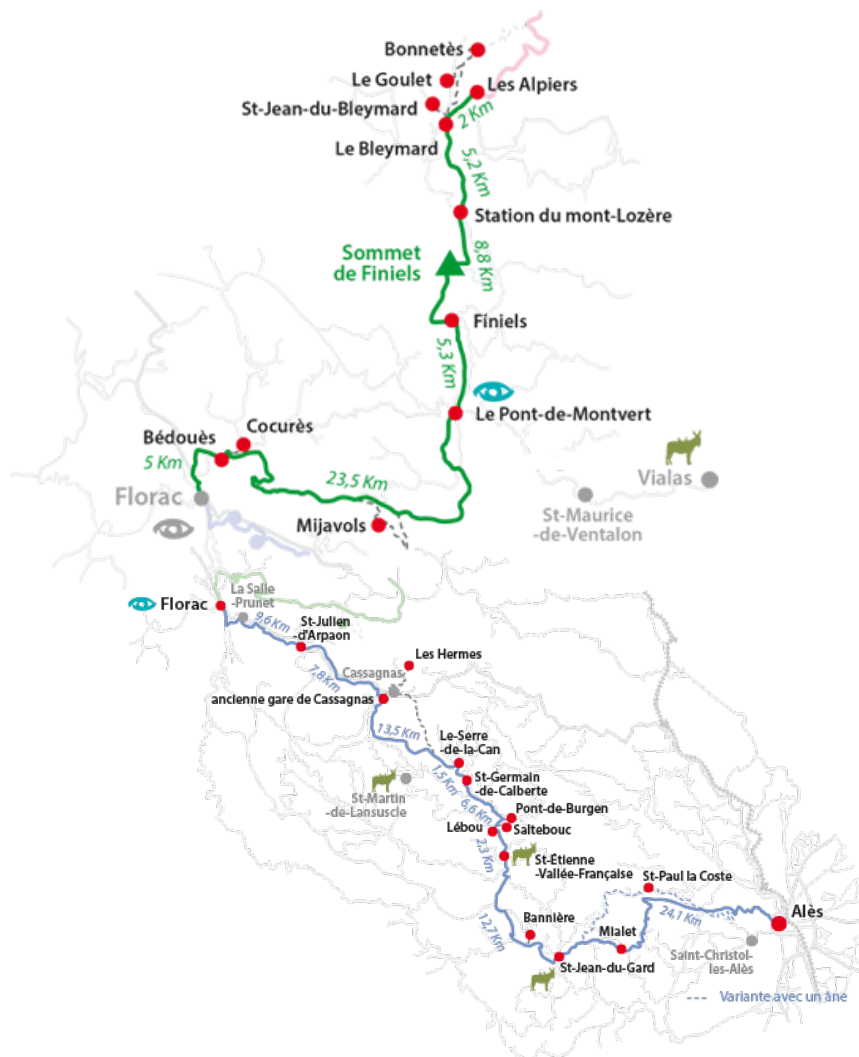 Bonnetès
Le Goulet
Les Alpiers
St-Jean-du-Bleymard
2 Km
Le Bleymard
5,2 Km
Station du mont-Lozère
Sommet
de Finiels
8,8 Km
Finiels
5,3 Km
Le Pont-de-Montvert
Cocurès
Bédouès
5 Km
23,5 Km
Florac
Mijavols
Vialas
St-Maurice
-de-Ventalon
La Salle
-Prunet
Florac
9,6 Km
St-Julien
-d'Arpaon
7,8Km
Les Hermes
Cassagnas
ancienne gare de Cassagnas
13,5 Km
Le-Serre
-de-la-Can
1,5 Km
St-Germain
-de-Calberte
St-Martin
-de-Lansuscle
6,6 Km
Pont-de-Burgen
Lébou
Saltebouc
2,3 Km
St-Étienne
-Vallée-Française
St-Paul la Coste
12,7Km
Bannière
Mialet
24,1 Km
Alès
St-Jean-du-Gard
Saint-Christol
-les-Alès
Variante avec un âne